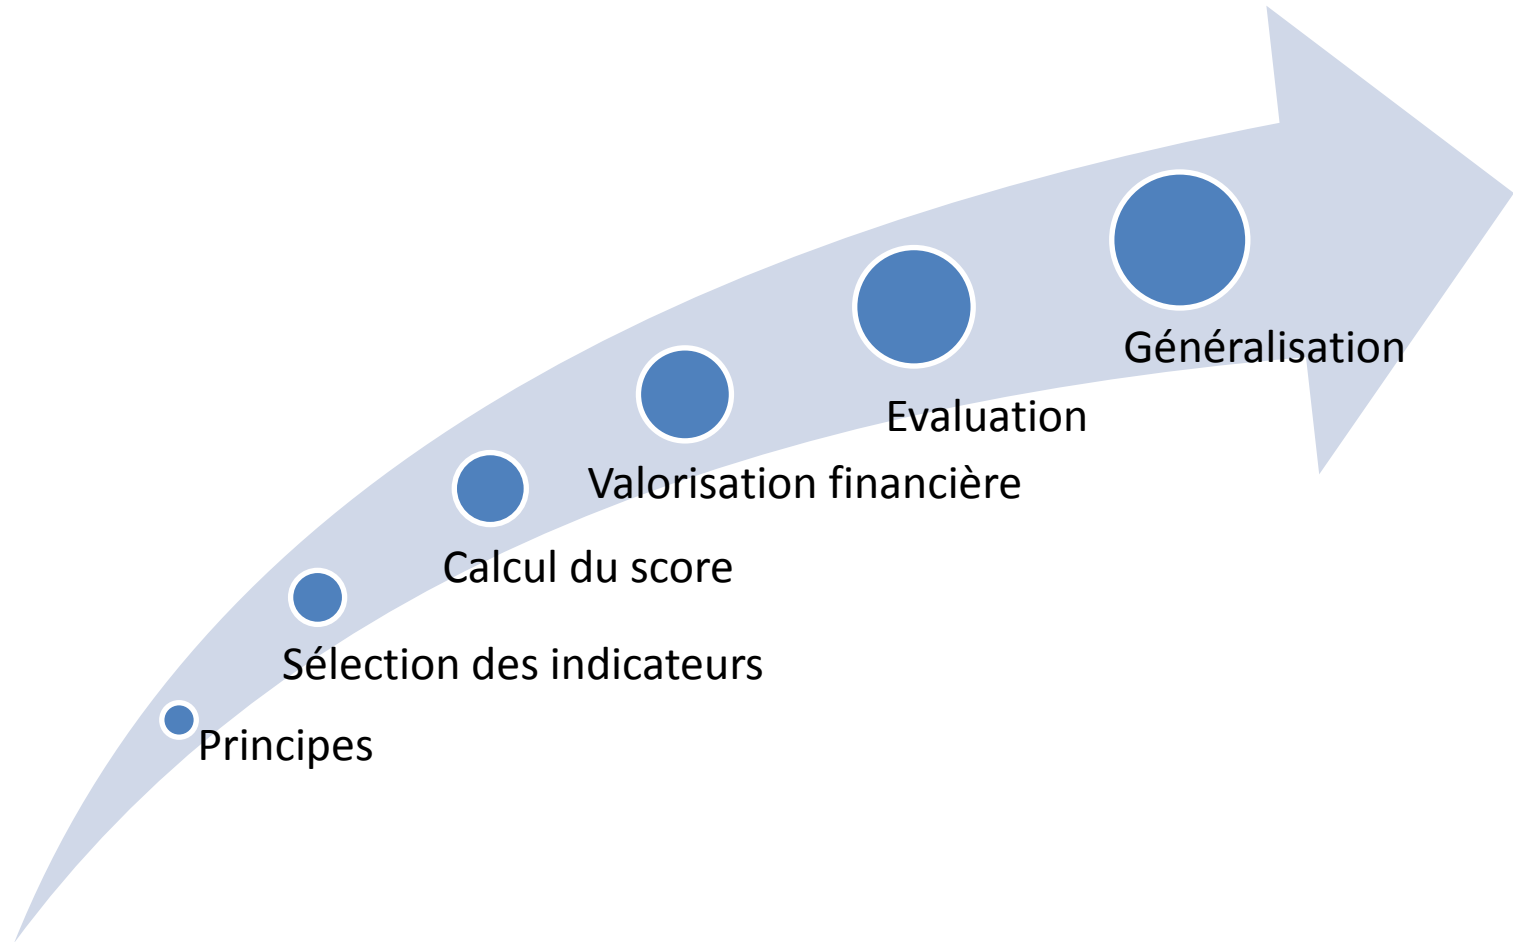 Généralisation
Evaluation
Valorisation financière
Calcul du score
Sélection des indicateurs
Principes